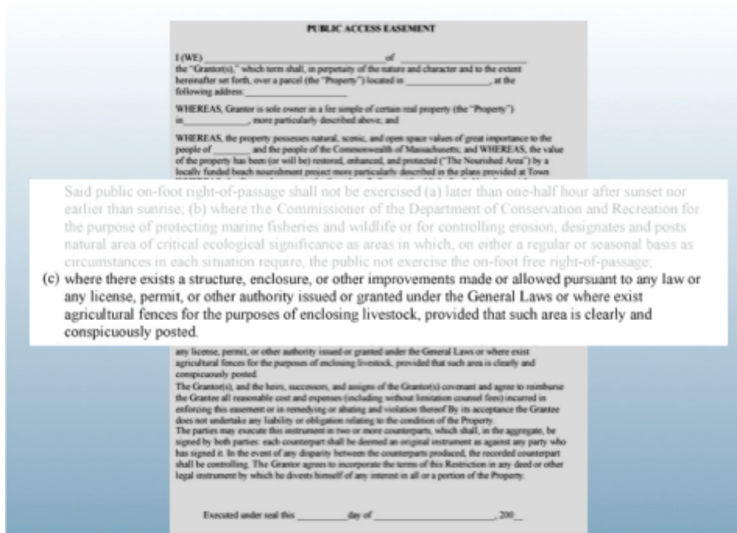 PUBLIC ACCESS EASEMENT
I (WE) ____________ of ____________
the "Grantor(s)," which term shall, in perpetuity of the nature and character and to the extent
hereinafter set forth, over a parcel (the "Property") located in ____________, at the
following address: ____________
WHEREAS, Grantor is sole owner in a fee simple of certain real property (the "Property")
in____________, more particularly described above; and
WHEREAS, the property possesses natural, scenic, and open space values of great importance to the
people of ________ and the people of the Commonwealth of Massachusetts; and WHEREAS, the value
of the property has been (or will be) restored, enhanced, and protected ("The Nourished Area") by a
locally funded beach nourishment project more particularly described in the plans provided at Town
Said public on-foot right-of-passage shall not be exercised (a) later than one-half hour after sunset nor
earlier than sunrise; (b) where the Commissioner of the Department of Conservation and Recreation for
the purpose of protecting marine fisheries and wildlife or for controlling erosion, designates and posts
natural area of critical ecological significance as areas in which, on either a regular or seasonal basis as
circumstances in each situation require, the public not exercise the on-foot free right-of-passage;
(c) where there exists a structure, enclosure, or other improvements made or allowed pursuant to any law or
any license, permit, or other authority issued or granted under the General Laws or where exist
agricultural fences for the purposes of enclosing livestock, provided that such area is clearly and
conspicuously posted.
any license, permit, or other authority issued or granted under the General Laws or where exist
agricultural fences for the purposes of enclosing livestock, provided that such area is clearly and
conspicuously posted.
The Grantor(s), and the heirs, successors, and assigns of the Grantor(s) covenant and agree to reimburse
the Grantee all reasonable cost and expenses (including without limitation counsel fees) incurred in
enforcing this easement or in remedying or abating and violation thereof By its acceptance the Grantee
does not undertake any liability or obligation relating to the condition of the Property.
The parties may execute this instrument in two or more counterparts, which shall, in the aggregate, be
signed by both parties: each counterpart shall be deemed an original instrument as against any party who
has signed it. In the event of any disparity between the counterparts produced, the recorded counterpart
shall be controlling. The Grantor agrees to incorporate the terms of this Restriction in any deed or other
legal instrument by which he divests himself of any interest in all or a portion of the Property.
Executed under seal this __________day of ______________________, 200__